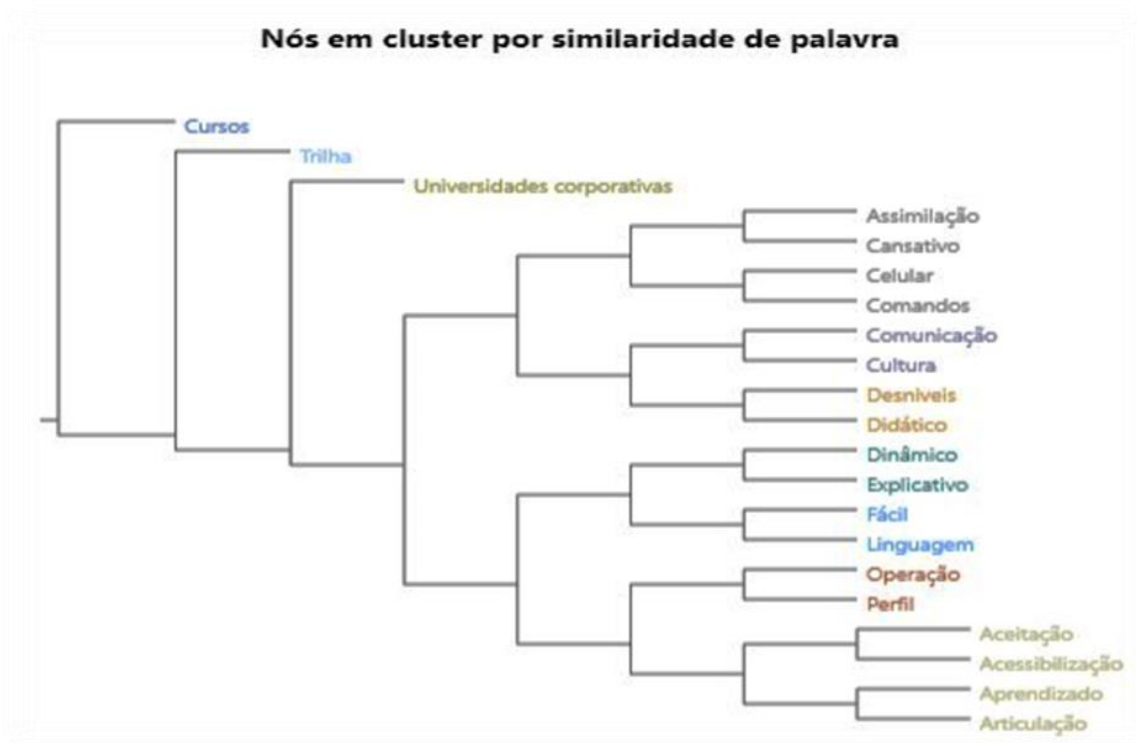 Nós em cluster por similaridade de palavra
Cursos
Trilha
Universidades corporativas
Assimilação
Cansativo
Celular
Comandos
Comunicação
Cultura
Desniveis
Didático
Dinâmico
Explicativo
Fácil
Linguagem
Operação
Perfil
Aceitação
Acessibilização
Aprendizado
Articulação